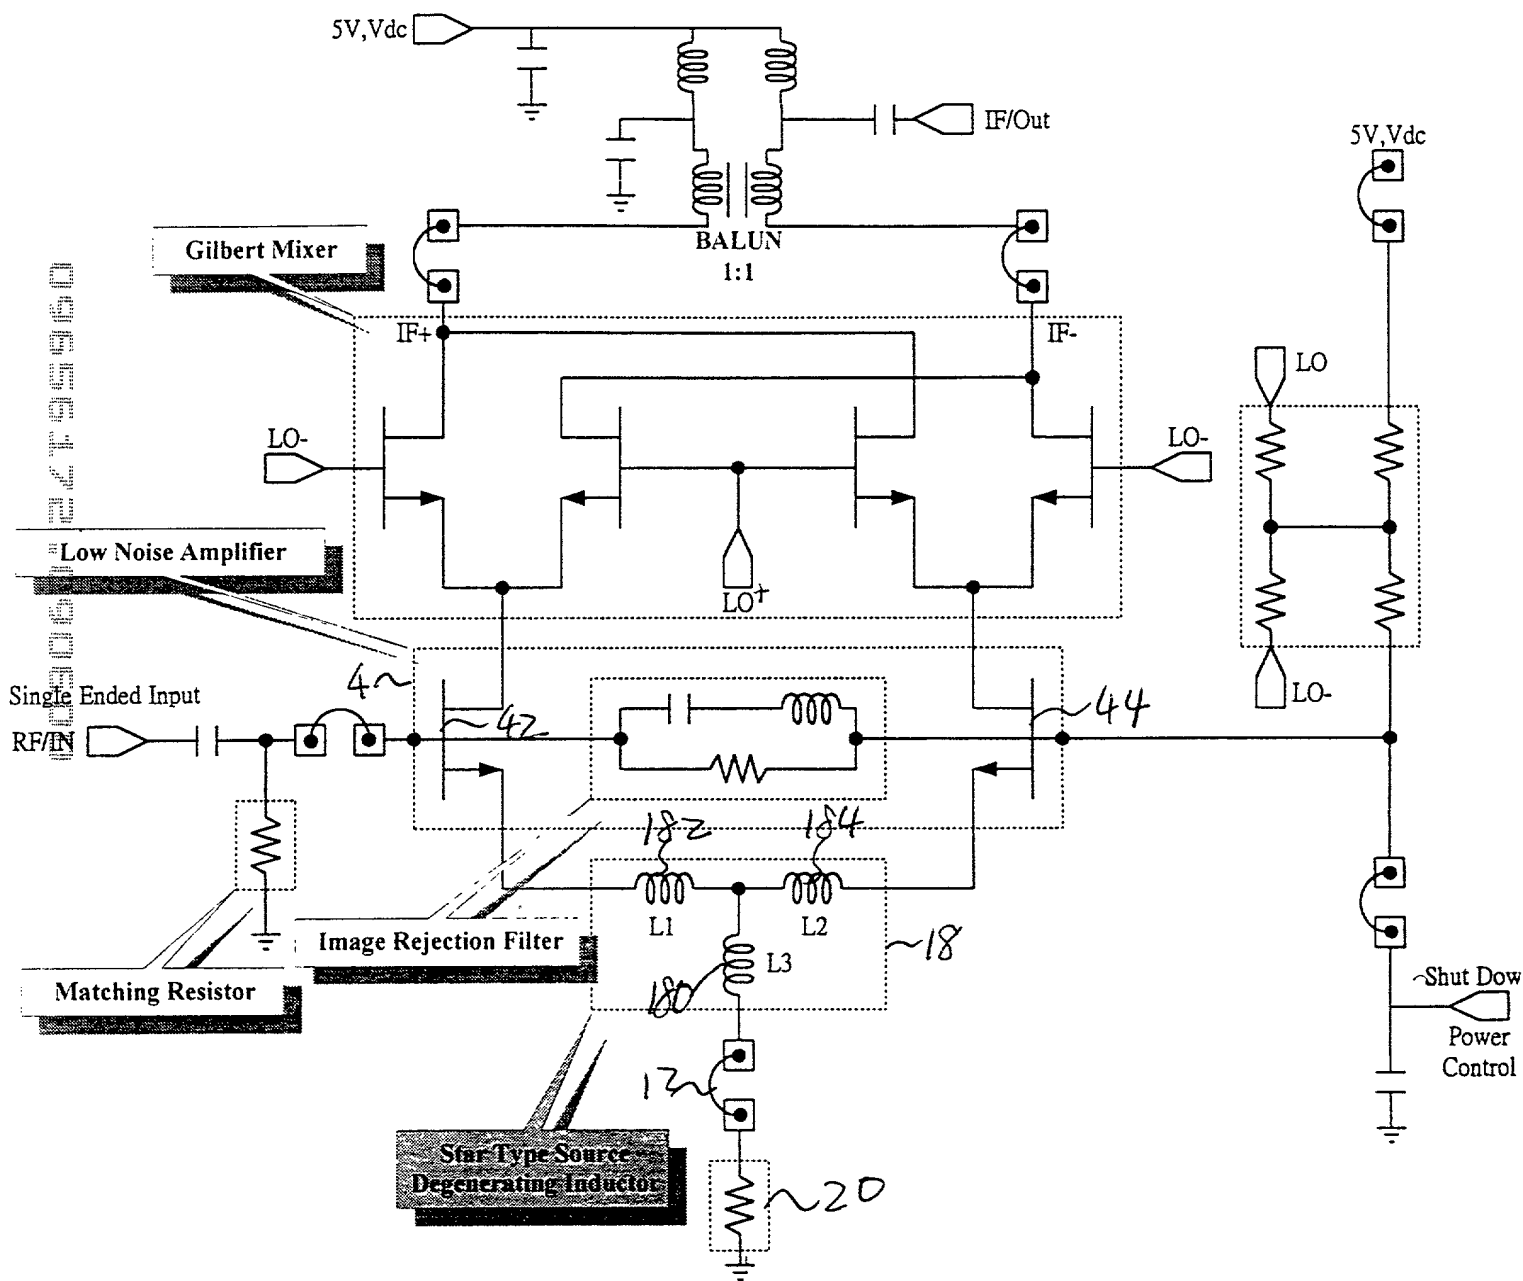 5V,Vdc
IF/Out
5V,Vdc
BALUN
1:1
Gilbert Mixer
IF+
IF-
LO
LO-
LO-
Low Noise Amplifier
LO+
LO-
4
Single Ended Input
RF/IN
42
44
182
184
L1
L2
18
Image Rejection Filter
L3
180
Matching Resistor
Shut Dow
Power
Control
12
Star Type Source
Degenerating Inductor
20